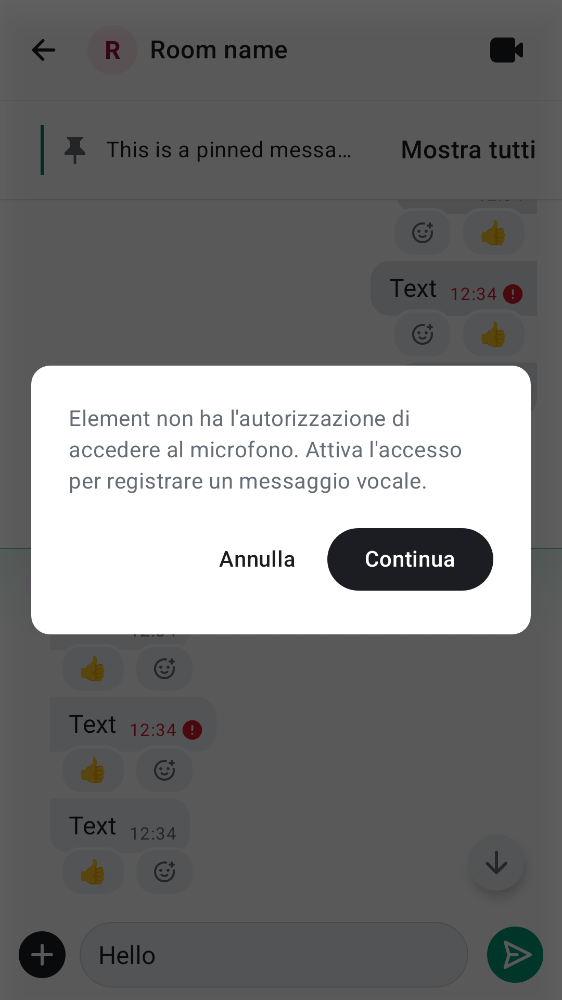 R Room name
This is a pinned messa… Mostra tutti
Text 12:34
Element non ha l'autorizzazione di
accedere al microfono. Attiva l'accesso
per registrare un messaggio vocale.
Annulla Continua
Text 12:34
Text 12:34
Hello